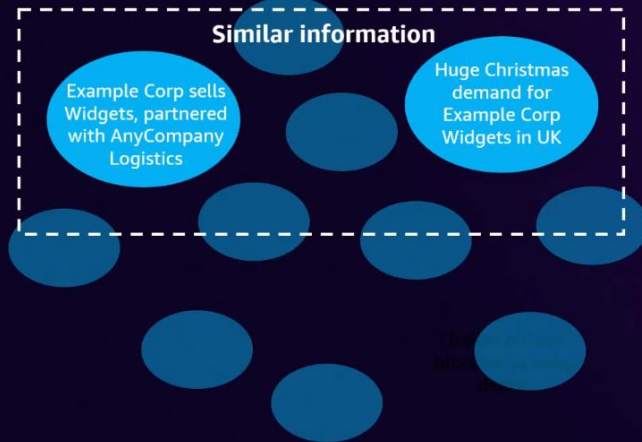 Similar information
Example Corp sells
Widgets, partnered
with AnyCompany
Logistics
Huge Christmas
demand for
Example Corp
Widgets in UK